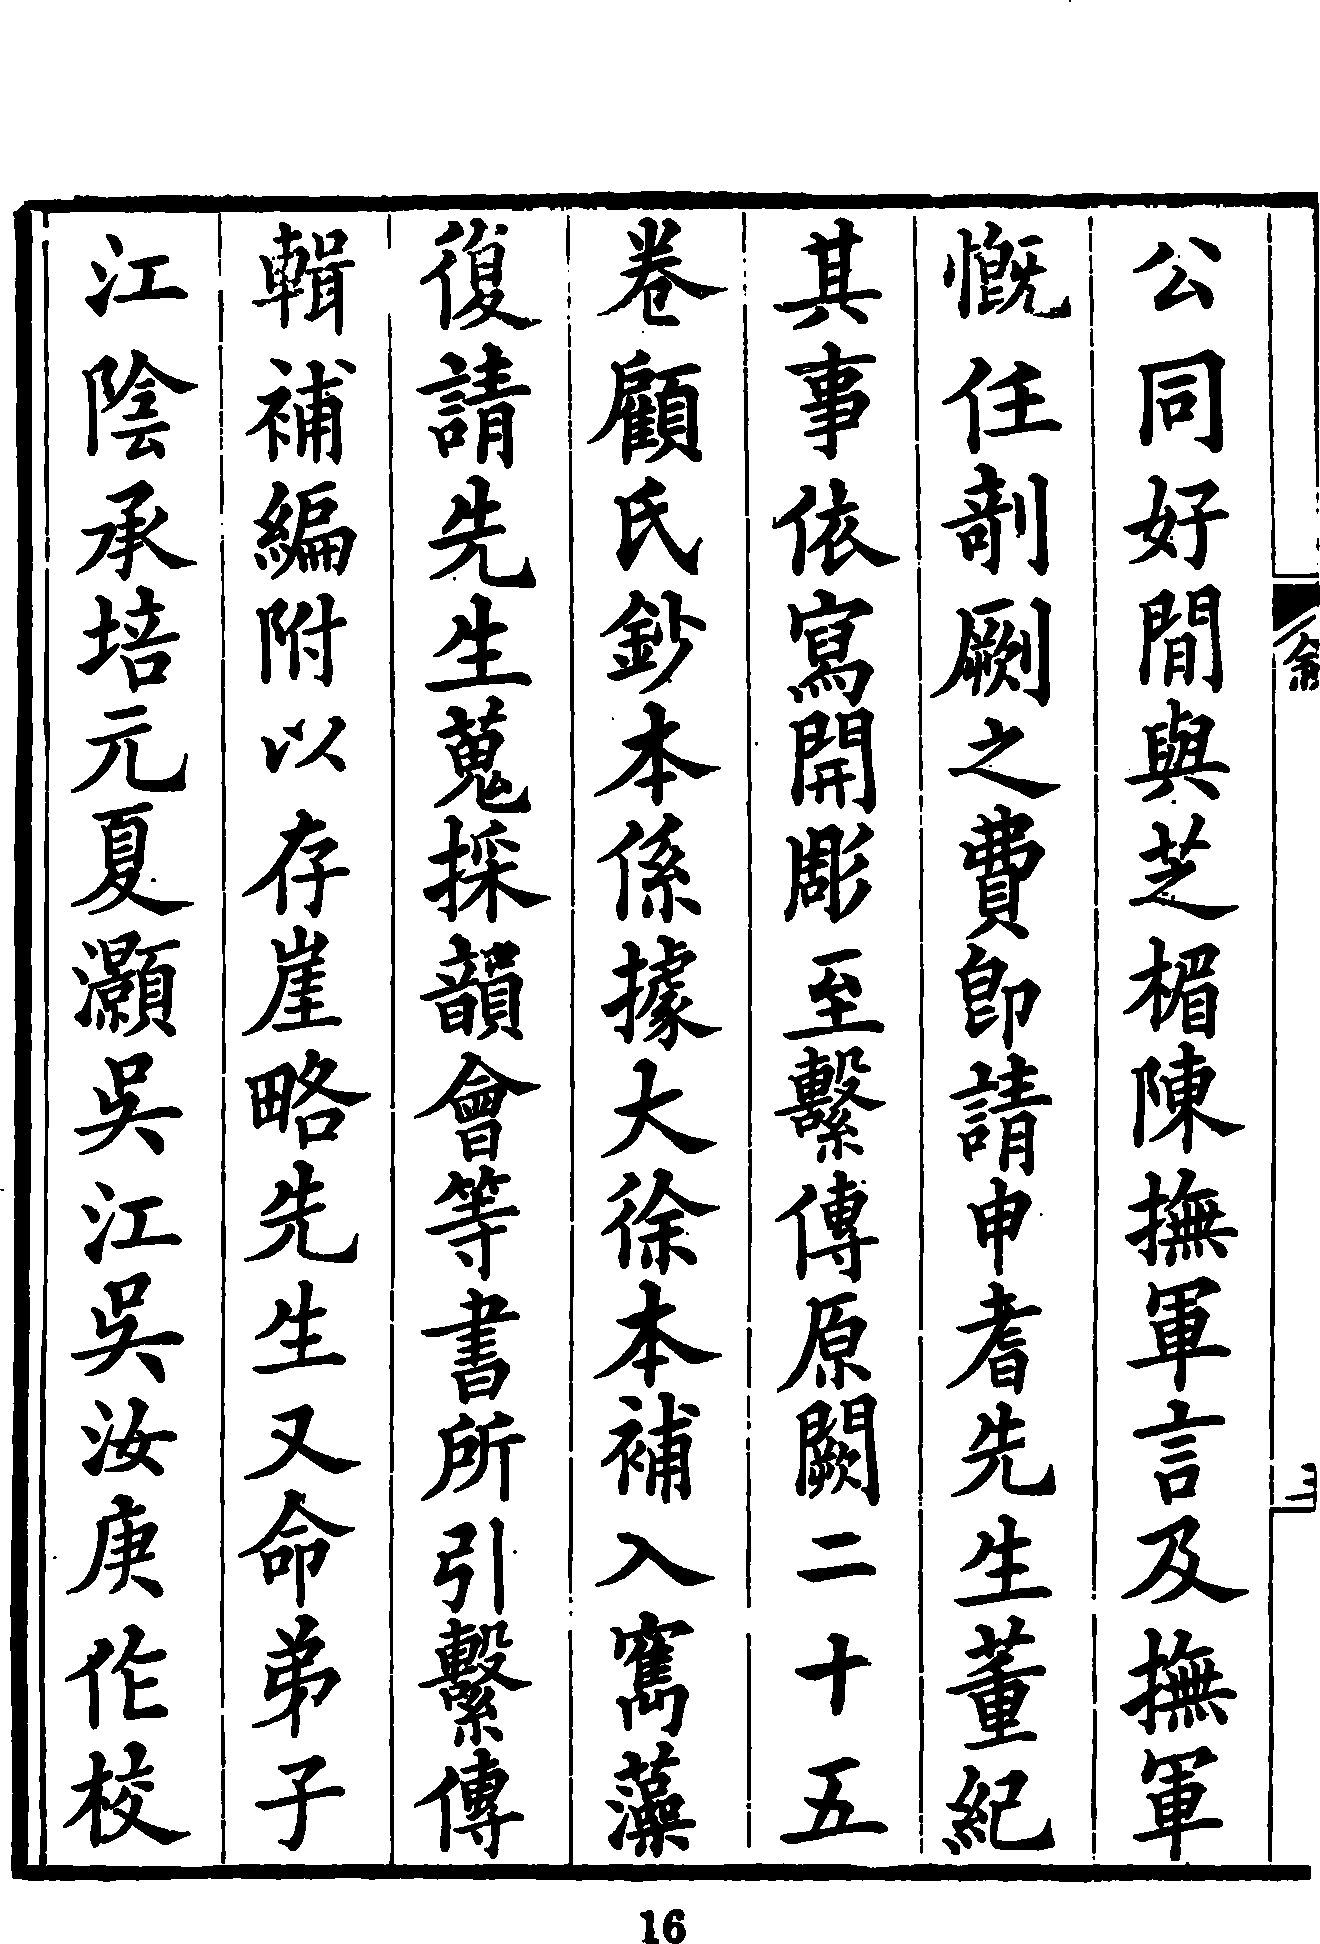 公同好閒與芝楣陳撫軍言及撫軍
慨任剞劂之費即請申耆先生董紀
其事依寫開彫至繫傳原闕二十五
卷顧氏鈔本係據大徐本補入寯藻
復請先生蒐採韻會等書所引繫傳
輯補編附以存崖略先生又命弟子
江陰承培元夏灝吳江吳汝庚作校
16